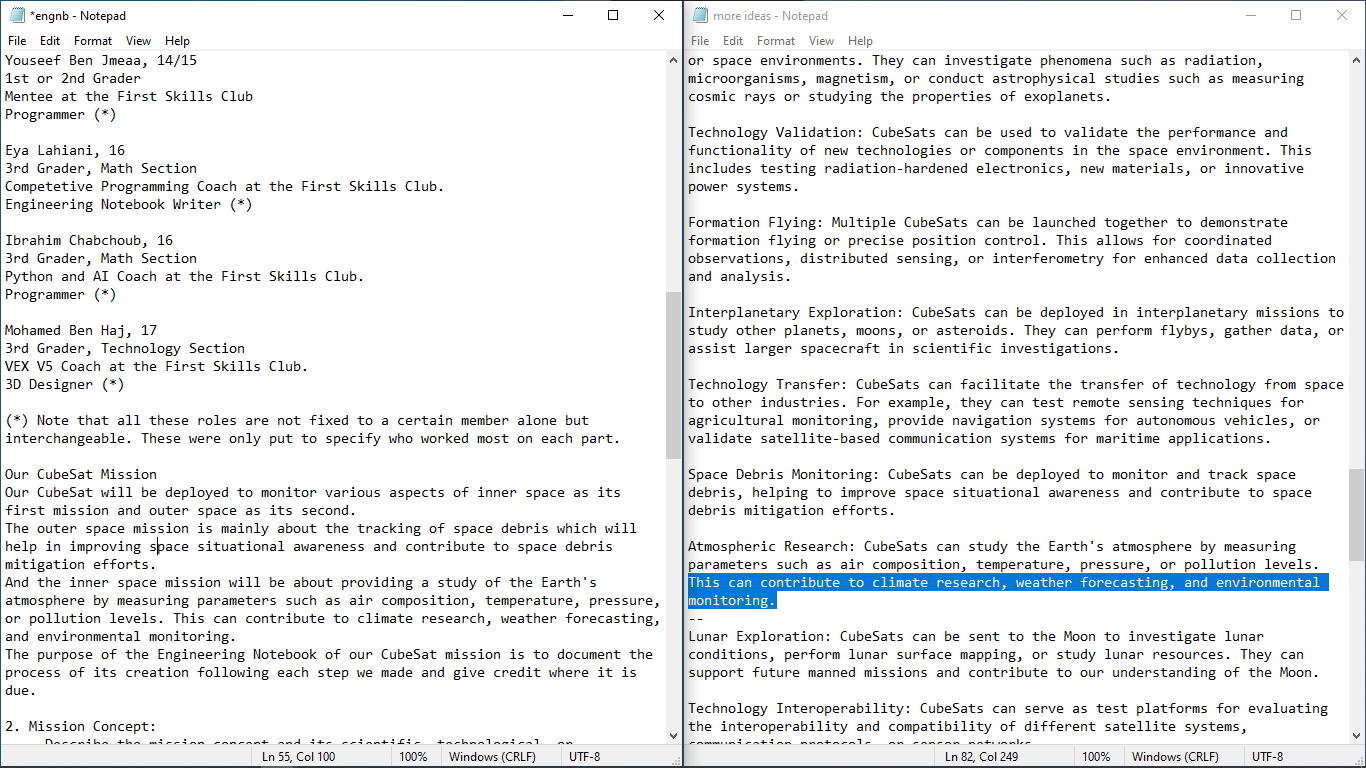 *engnb - Notepad
File Edit Format View Help
Youseef Ben Jmeaa, 14/15
1st or 2nd Grader
Mentee at the First Skills Club
Programmer (*)
Eya Lahiani, 16
3rd Grader, Math Section
Competetive Programming Coach at the First Skills Club.
Engineering Notebook Writer (*)
Ibrahim Chabchoub, 16
3rd Grader, Math Section
Python and AI Coach at the First Skills Club.
Programmer (*)
Mohamed Ben Haj, 17
3rd Grader, Technology Section
VEX V5 Coach at the First Skills Club.
3D Designer (*)
(*) Note that all these roles are not fixed to a certain member alone but
interchangeable. These were only put to specify who worked most on each part.
Our CubeSat Mission
Our CubeSat will be deployed to monitor various aspects of inner space as its
first mission and outer space as its second.
The outer space mission is mainly about the tracking of space debris which will
help in improving space situational awareness and contribute to space debris
mitigation efforts.
And the inner space mission will be about providing a study of the Earth's
atmosphere by measuring parameters such as air composition, temperature, pressure,
or pollution levels. This can contribute to climate research, weather forecasting,
and environmental monitoring.
The purpose of the Engineering Notebook of our CubeSat mission is to document the
process of its creation following each step we made and give credit where it is
due.
2. Mission Concept:
Describe the mission concept and its scientific, technological, or
Ln 55, Col 100 100% Windows (CRLF) UTF-8
more ideas - Notepad
File Edit Format View Help
or space environments. They can investigate phenomena such as radiation,
microorganisms, magnetism, or conduct astrophysical studies such as measuring
cosmic rays or studying the properties of exoplanets.
Technology Validation: CubeSats can be used to validate the performance and
functionality of new technologies or components in the space environment. This
includes testing radiation-hardened electronics, new materials, or innovative
power systems.
Formation Flying: Multiple CubeSats can be launched together to demonstrate
formation flying or precise position control. This allows for coordinated
observations, distributed sensing, or interferometry for enhanced data collection
and analysis.
Interplanetary Exploration: CubeSats can be deployed in interplanetary missions to
study other planets, moons, or asteroids. They can perform flybys, gather data, or
assist larger spacecraft in scientific investigations.
Technology Transfer: CubeSats can facilitate the transfer of technology from space
to other industries. For example, they can test remote sensing techniques for
agricultural monitoring, provide navigation systems for autonomous vehicles, or
validate satellite-based communication systems for maritime applications.
Space Debris Monitoring: CubeSats can be deployed to monitor and track space
debris, helping to improve space situational awareness and contribute to space
debris mitigation efforts.
Atmospheric Research: CubeSats can study the Earth's atmosphere by measuring
parameters such as air composition, temperature, pressure, or pollution levels.
This can contribute to climate research, weather forecasting, and environmental
monitoring.
--
Lunar Exploration: CubeSats can be sent to the Moon to investigate lunar
conditions, perform lunar surface mapping, or study lunar resources. They can
support future manned missions and contribute to our understanding of the Moon.
Technology Interoperability: CubeSats can serve as test platforms for evaluating
the interoperability and compatibility of different satellite systems,
communication protocols, or sensor networks.
Ln 82, Col 249 100% Windows (CRLF) UTF-8